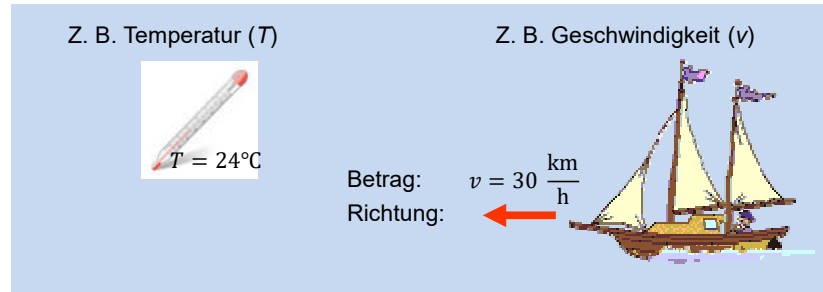 Z. B. Temperatur (T)
T = 24°C
Z. B. Geschwindigkeit (v)
Betrag: v = 30 km/h
Richtung: